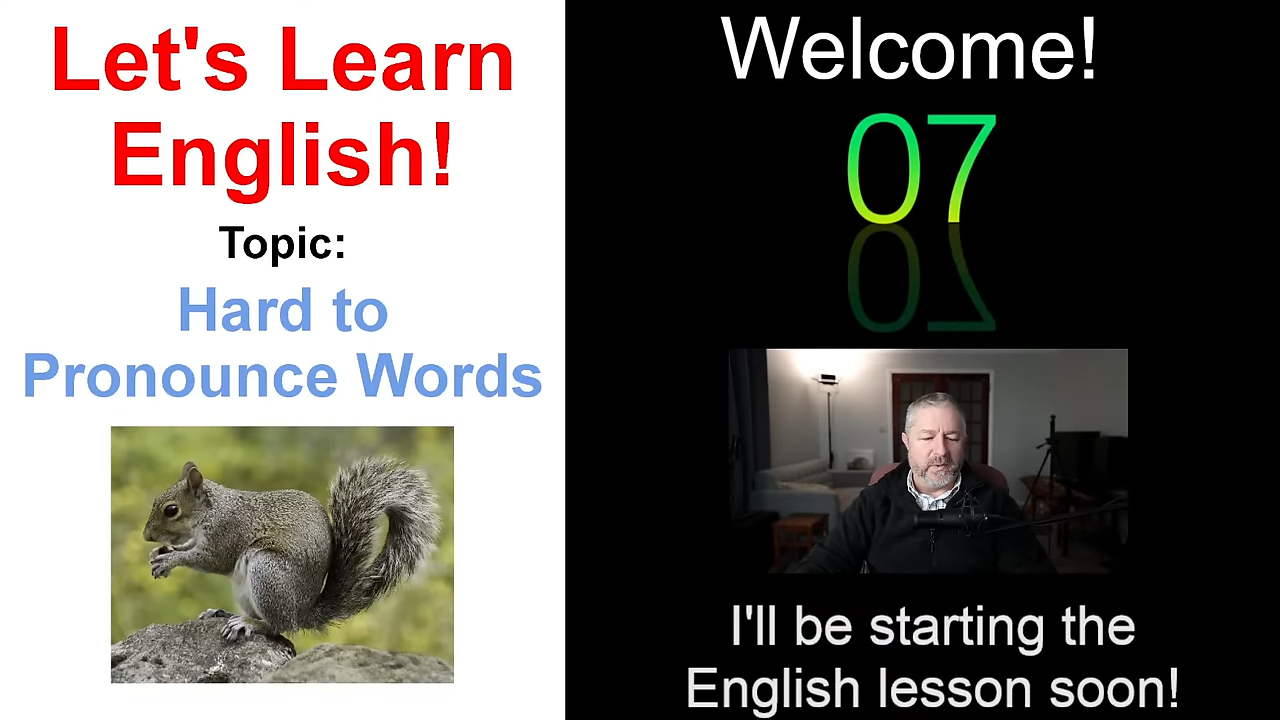 Let's Learn
English!
Topic:
Hard to
Pronounce Words
Welcome!
07
I'll be starting the
English lesson soon!